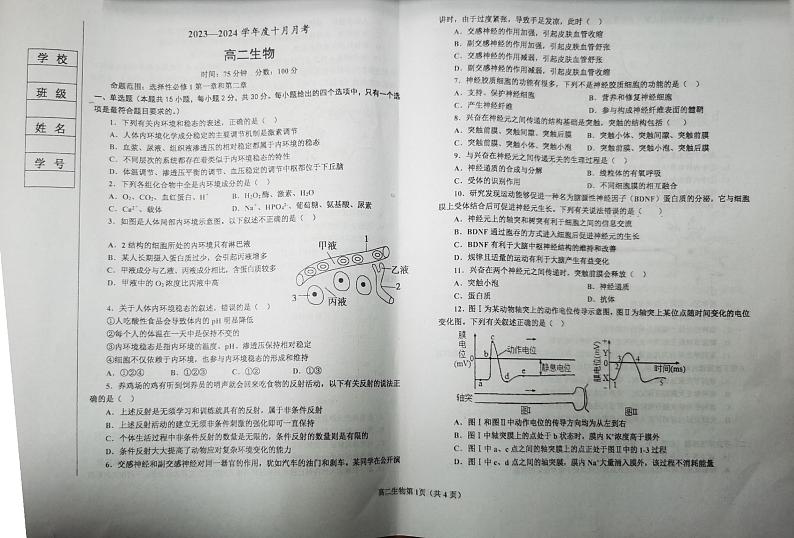 学 校
班 级
姓 名
学 号
2023—2024 学年度十月月考
高二生物
时间：75 分钟 分数：100 分
命题范围：选择性必修 1 第一章和第二章
一、单选题（本题共 15 小题，每小题 2 分，共 30 分。每小题给出的四个选项中，只有一个选
项是最符合题目要求的。）
1．下列有关内环境和稳态的表述，正确的是（ ）
A．人体内环境化学成分稳定的主要调节机制是激素调节
B．血浆、尿液、组织液渗透压的相对稳定都属于内环境的稳态
C．不同层次的系统都存在着类似于内环境稳态的特性
D．体温调节、渗透压平衡的调节、血压稳定的调节中枢都位于下丘脑
2．下列各组化合物中全是内环境成分的是（ ）
A．O₂、CO₂、血红蛋白、H⁺ B．H₂O₂酶、激素、H₂O
C．Ca²⁺、载体 D．Na⁺、HPO₄²⁻、葡萄糖、氨基酸、尿素
3．如图是人体局部内环境示意图。以下叙述不正确的是（ ）
A．2 结构的细胞所处的内环境只有淋巴液
B．某人长期摄入蛋白质过少，会引起丙液增多
C．甲液成分与乙液、丙液成分相比，含蛋白质较多
D．甲液中的 O₂浓度比丙液中高
甲液 1
乙液
2
3 丙液
4．关于人体内环境稳态的叙述，错误的是（ ）
①人吃酸性食品会导致体内的 pH 明显降低
②每个人的体温在一天中是保持不变的
③内环境稳态是指内环境的温度、pH、渗透压保持相对稳定
④细胞不仅依赖于内环境，也参与内环境稳态的形成和维持
A．①②④ B．①②③ C．①② D．①③
5．养鸡场的鸡有听到饲养员的哨声就会回来吃食物的反射活动，以下有关反射的说法正
确的是（ ）
A．上述反射是无须学习和训练就具有的反射，属于非条件反射
B．上述反射活动的建立无须非条件刺激的强化即可一直保持
C．个体生活过程中非条件反射的数量是无限的，条件反射的数量则是有限的
D．条件反射大大提高了动物应对复杂环境变化的能力
6．交感神经和副交感神经对同一器官的作用，犹如汽车的油门和刹车。某同学在公开演
讲时，由于过度紧张，导致手足发凉，此时（ ）
A．交感神经的作用加强，引起皮肤血管收缩
B．副交感神经的作用加强，引起皮肤血管舒张
C．交感神经的作用减弱，引起皮肤血管舒张
D．副交感神经的作用减弱，引起皮肤血管收缩
7．神经胶质细胞的功能有很多，下列不是神经胶质细胞的功能的是（ ）
A．支持、保护神经细胞 B．营养和修复神经细胞
C．产生神经纤维 D．参与构成神经纤维表面的髓鞘
8．兴奋在神经元之间传递的结构基础是突触。突触的结构包括（ ）
A．突触前膜、突触间隙、突触后膜 B．突触小体、突触间隙、突触前膜
C．突触前膜、突触小体、突触小泡 D．突触前膜、突触小泡、突触后膜
9．与兴奋在神经元之间传递无关的生理过程是（ ）
A．神经递质的合成与分解 B．线粒体的有氧呼吸
C．受体的识别作用 D．不同细胞膜的相互融合
10．研究发现运动能够促进一种名为脑源性神经因子（BDNF）蛋白质的分泌，它与细胞
以上受体结合后可促进神经元生长。下列有关说法错误的是（ ）
A．神经元上的突触和树突有利于细胞之间的信息交流
B．BDNF 通过胞吞的方式进入细胞后促进神经元的生长
C．BDNF 有利于大脑中枢神经结构的维持和改善
D．规律且适量的运动有利于大脑产生有益变化
11．兴奋在两个神经元之间传递时，突触前膜会释放（ ）
A．突触小泡 B．神经递质
C．蛋白质 D．抗体
12．图Ⅰ为某动物轴突上的动作电位传导示意图，图Ⅱ为轴突上某位点随时间变化的电位
变化图，下列有关叙述正确的是（ ）
膜电位(mV) 0 a b c d e 动作电位 静息电位
轴突
图Ⅰ
膜电位(mV) +Y 0 -X 1 2 3 4 5 时间(ms)
图Ⅱ
A．图Ⅰ和图Ⅱ中动作电位的传导方向均为从左到右
B．图Ⅰ中轴突膜上的点处于 b 状态时，膜内 K⁺浓度高于膜外
C．图Ⅰ中 a、c 点之间的轴突膜上的点正处于图Ⅱ中的 1-3 过程
D．图Ⅰ中 c、d 点之间的轴突膜，膜内 Na⁺大量涌入膜外，该过程不消耗能量
高二生物第 1页（共 4 页）